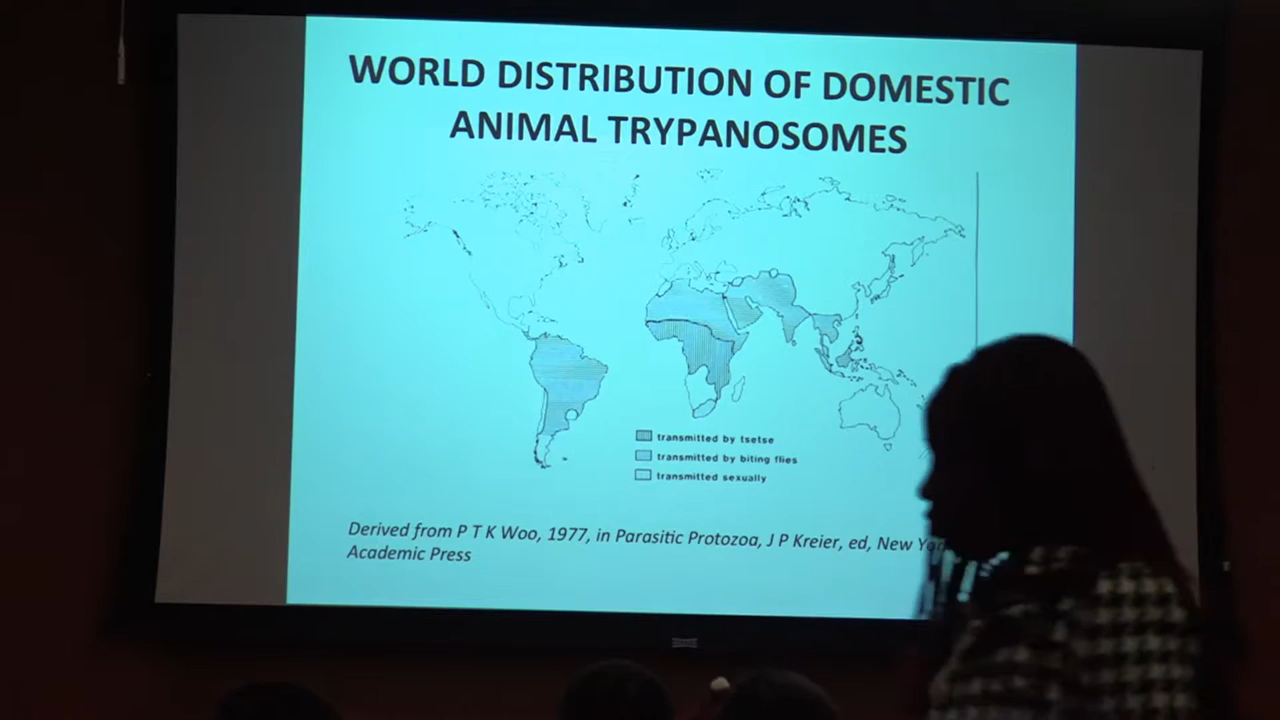 WORLD DISTRIBUTION OF DOMESTIC
ANIMAL TRYPANOSOMES
transmitted by tsetse
transmitted by biting flies
transmitted sexually
Derived from P T K Woo, 1977, in Parasitic Protozoa, J P Kreier, ed, New
Academic Press